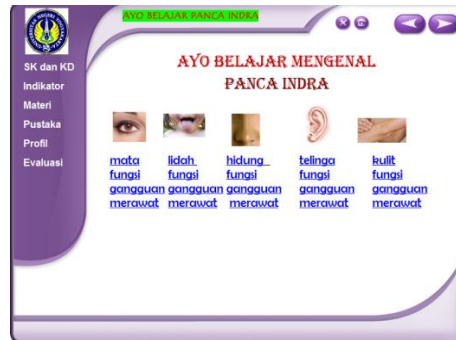 AYO BELAJAR PANCA INDRA
SK dan KD
Indikator
Materi
Pustaka
Profil
Evaluasi
AYO BELAJAR MENGENAL
PANCA INDRA
mata lidah hidung telinga kulit
fungsi fungsi fungsi fungsi fungsi
gangguan gangguan gangguan gangguan gangguan
merawat merawat merawat merawat merawat